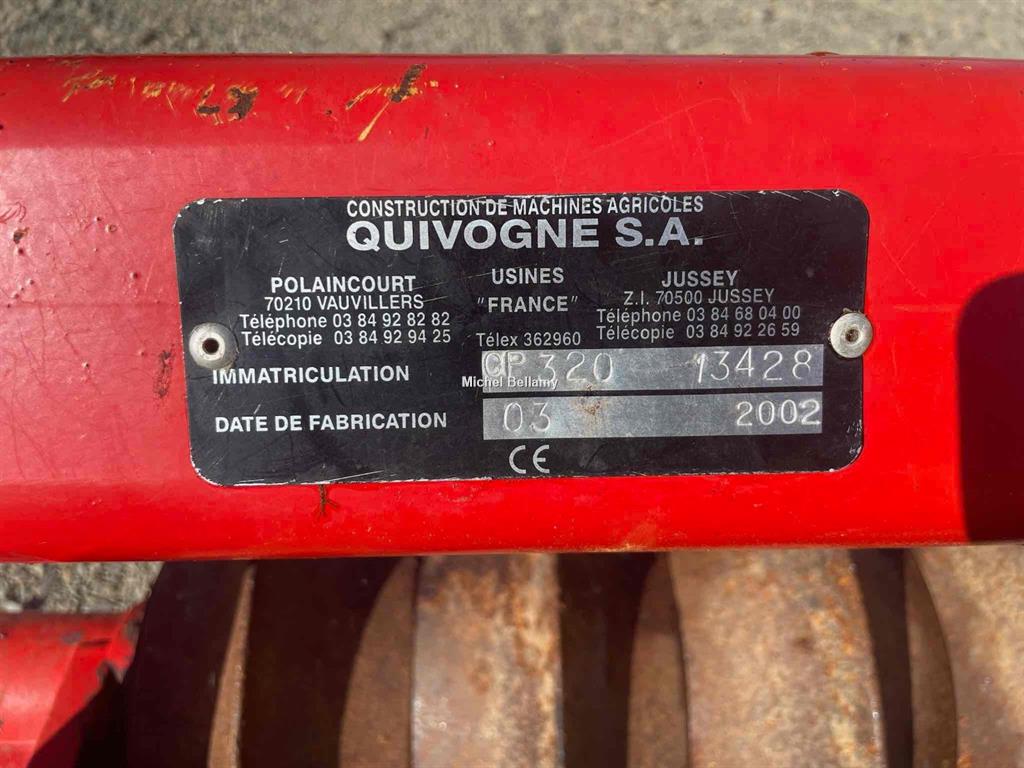 CONSTRUCTION DE MACHINES AGRICOLES
QUIVOGNE S.A.
POLAINCOURT
70210 VAUVILLERS
Téléphone 03 84 92 82 82
Télécopie 03 84 92 94 25
USINES
"FRANCE"
Télex 362960
JUSSEY
Z.I. 70500 JUSSEY
Téléphone 03 84 68 04 00
Télécopie 03 84 92 26 59
IMMATRICULATION CP 320 13428
Michel Bellamy
DATE DE FABRICATION 03 2002
CE